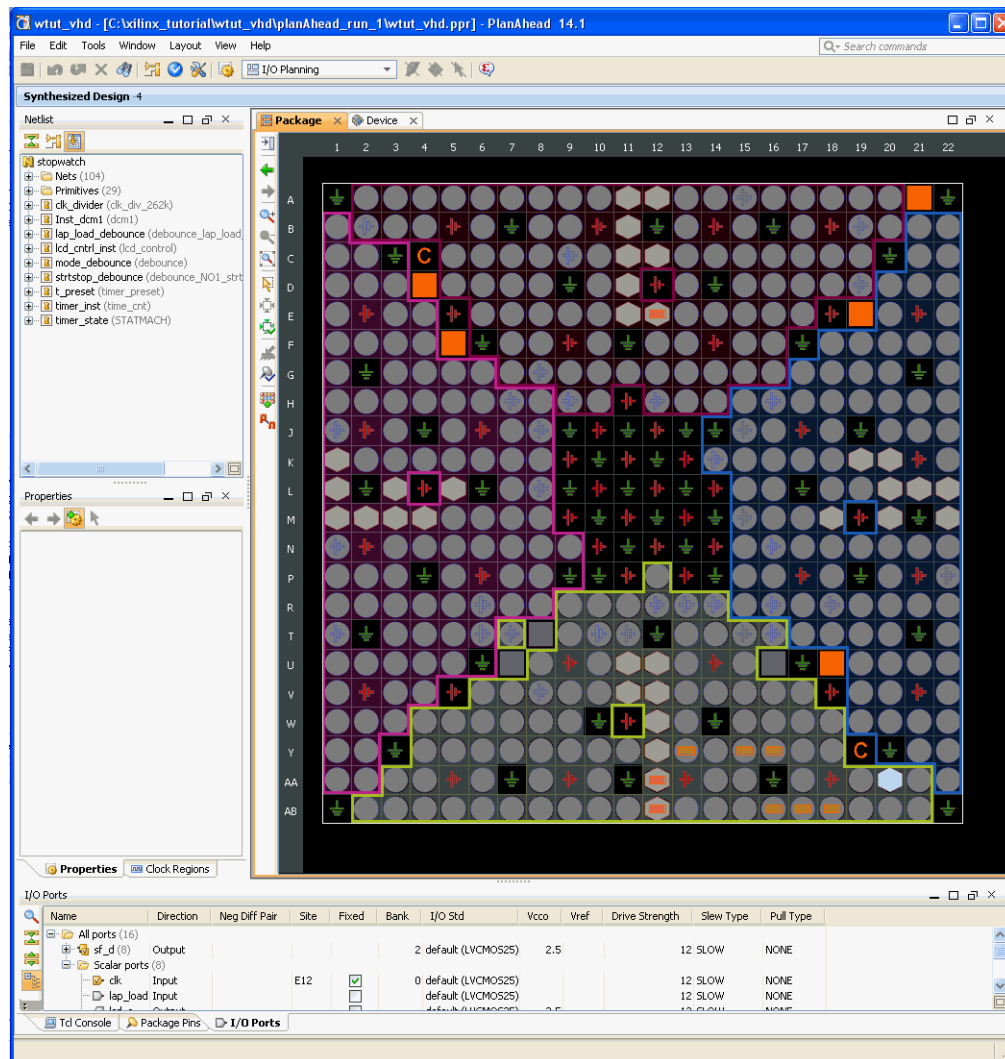 wtut_vhd - [C:\xilinx_tutorial\wtut_vhd\planAhead_run_1\wtut_vhd.ppr] - PlanAhead 14.1
File Edit Tools Window Layout View Help
Search commands
I/O Planning
Synthesized Design -4
Netlist
stopwatch
Nets (104)
Primitives (29)
clk_divider (clk_div_262k)
Inst_dcm1 (dcm1)
lap_load_debounce (debounce_lap_load_
lcd_cntrl_inst (lcd_control)
mode_debounce (debounce)
strtstop_debounce (debounce_NO1_strt
t_preset (timer_preset)
timer_inst (time_cnt)
timer_state (STATMACH)
Properties
Properties Clock Regions
Package Device
1 2 3 4 5 6 7 8 9 10 11 12 13 14 15 16 17 18 19 20 21 22
A
B
C C
D
E
F
G
H
J
K
L
M
N
P
R
T
U
V
W
Y C
AA
AB
I/O Ports
Name Direction Neg Diff Pair Site Fixed Bank I/O Std Vcco Vref Drive Strength Slew Type Pull Type
All ports (16)
sf_d (8) Output 2 default (LVCMOS25) 2.5 12 SLOW NONE
Scalar ports (8)
clk Input E12 0 default (LVCMOS25) 12 SLOW NONE
lap_load Input default (LVCMOS25) 12 SLOW NONE
Tcl Console Package Pins I/O Ports